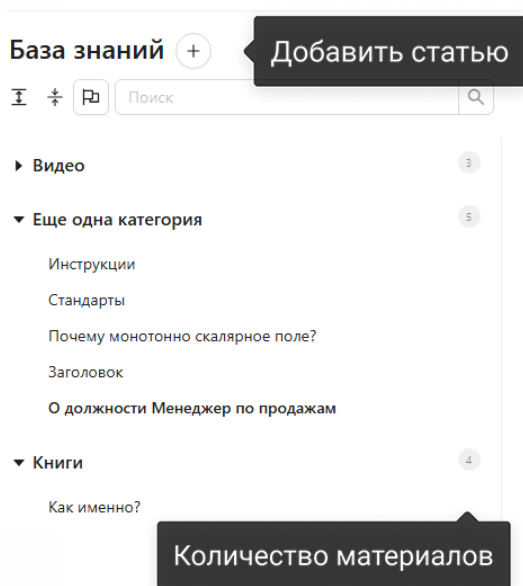 База знаний + Добавить статью
Поиск
Видео 3
Еще одна категория 5
Инструкции
Стандарты
Почему монотонно скалярное поле?
Заголовок
О должности Менеджер по продажам
Книги 4
Как именно?
Количество материалов